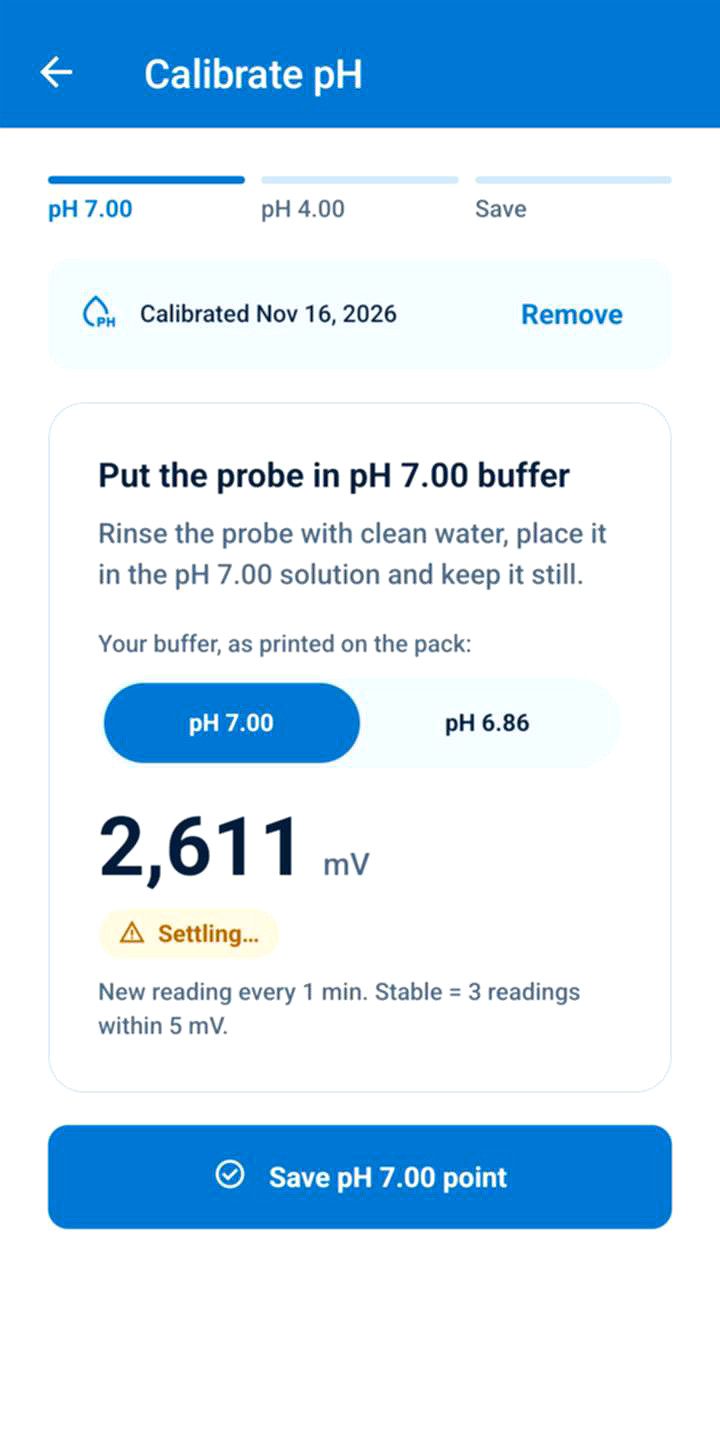 Calibrate pH
pH 7.00
pH 4.00
Save
PH
Calibrated Nov 16, 2026
Remove
Put the probe in pH 7.00 buffer
Rinse the probe with clean water, place it
in the pH 7.00 solution and keep it still.
Your buffer, as printed on the pack:
pH 7.00
pH 6.86
2,611 mV
Settling…
New reading every 1 min. Stable = 3 readings
within 5 mV.
Save pH 7.00 point